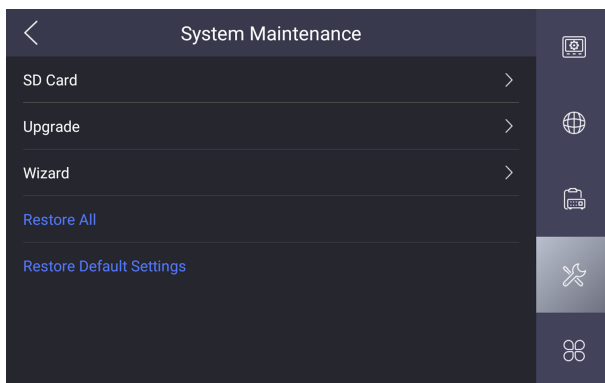 System Maintenance
SD Card
Upgrade
Wizard
Restore All
Restore Default Settings